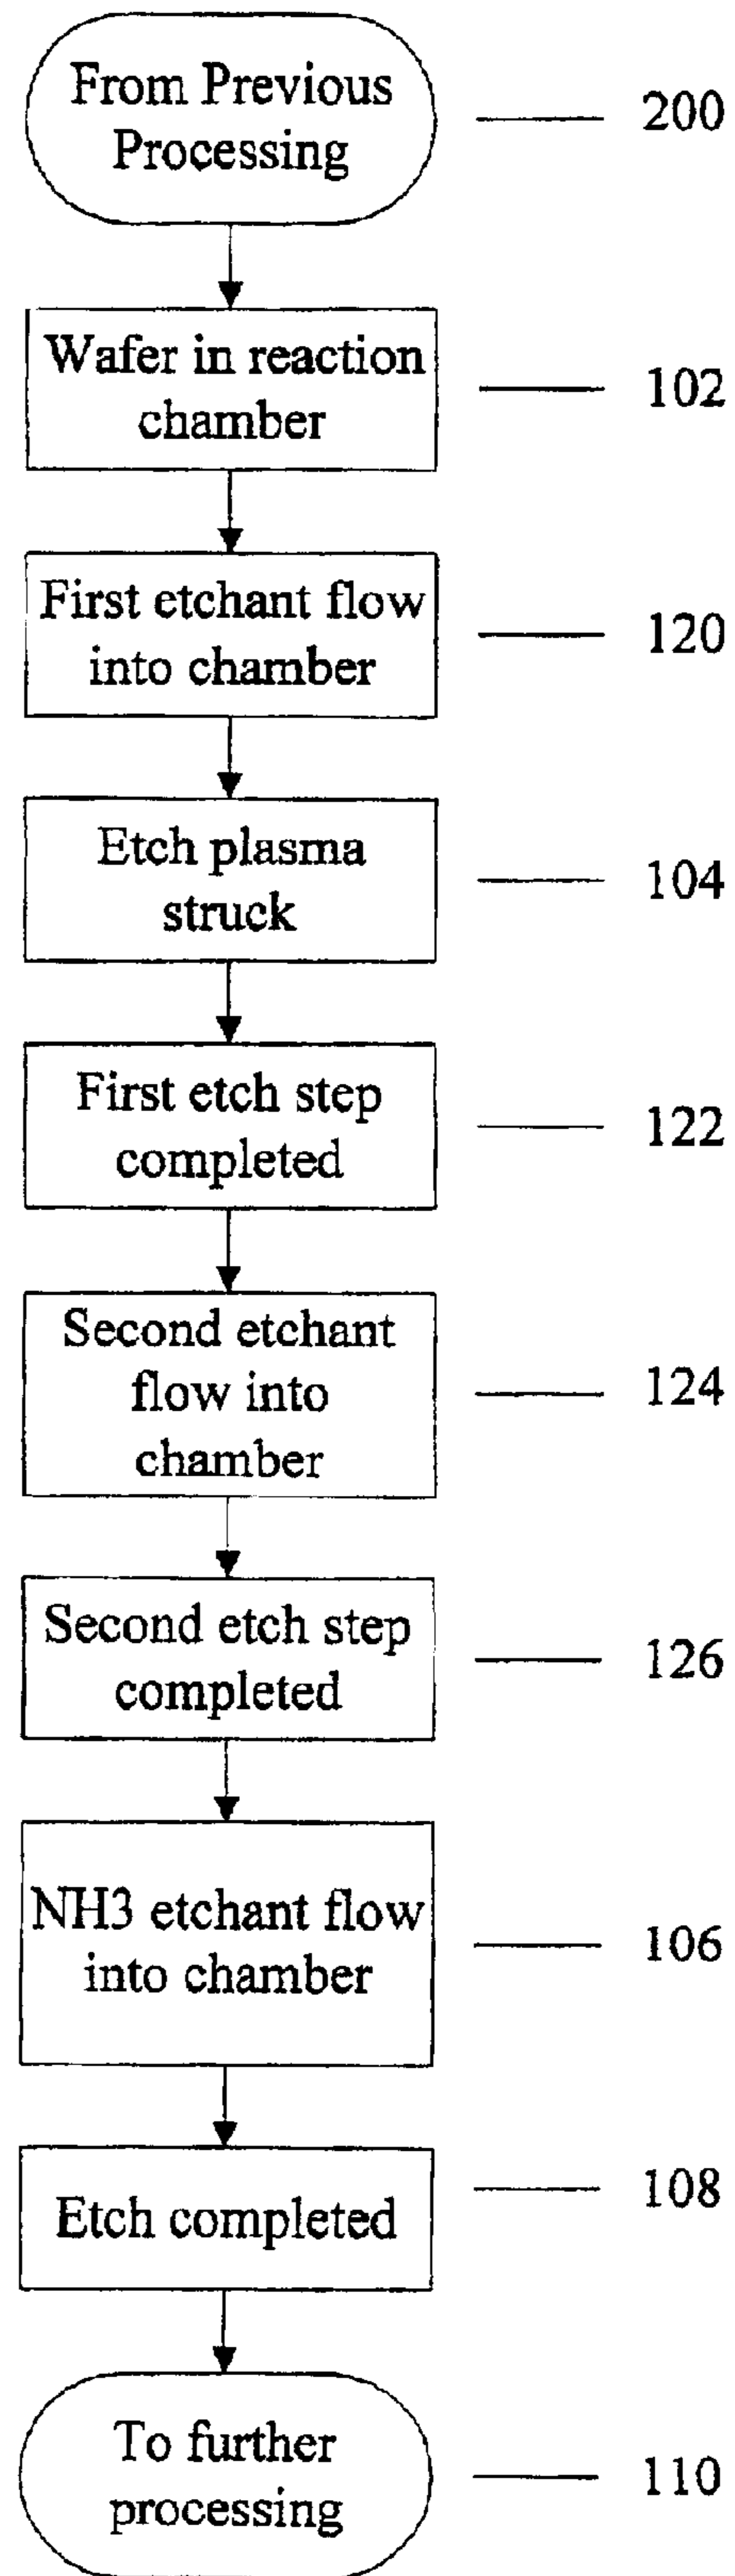 From Previous
Processing
200
Wafer in reaction
chamber
102
First etchant flow
into chamber
120
Etch plasma
struck
104
First etch step
completed
122
Second etchant
flow into
chamber
124
Second etch step
completed
126
NH3 etchant flow
into chamber
106
Etch completed
108
To further
processing
110